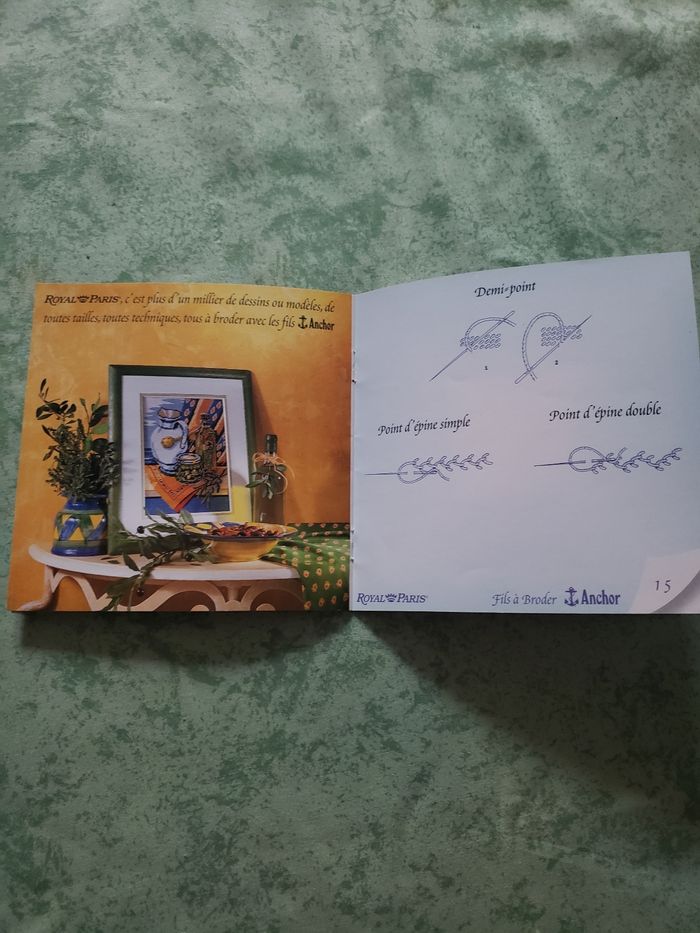 ROYAL PARIS, c'est plus d'un millier de dessins ou modèles, de
toutes tailles, toutes techniques, tous à broder avec les fils Anchor
Demi-point
1
2
Point d'épine simple
Point d'épine double
ROYAL PARIS
Fils à Broder Anchor
15